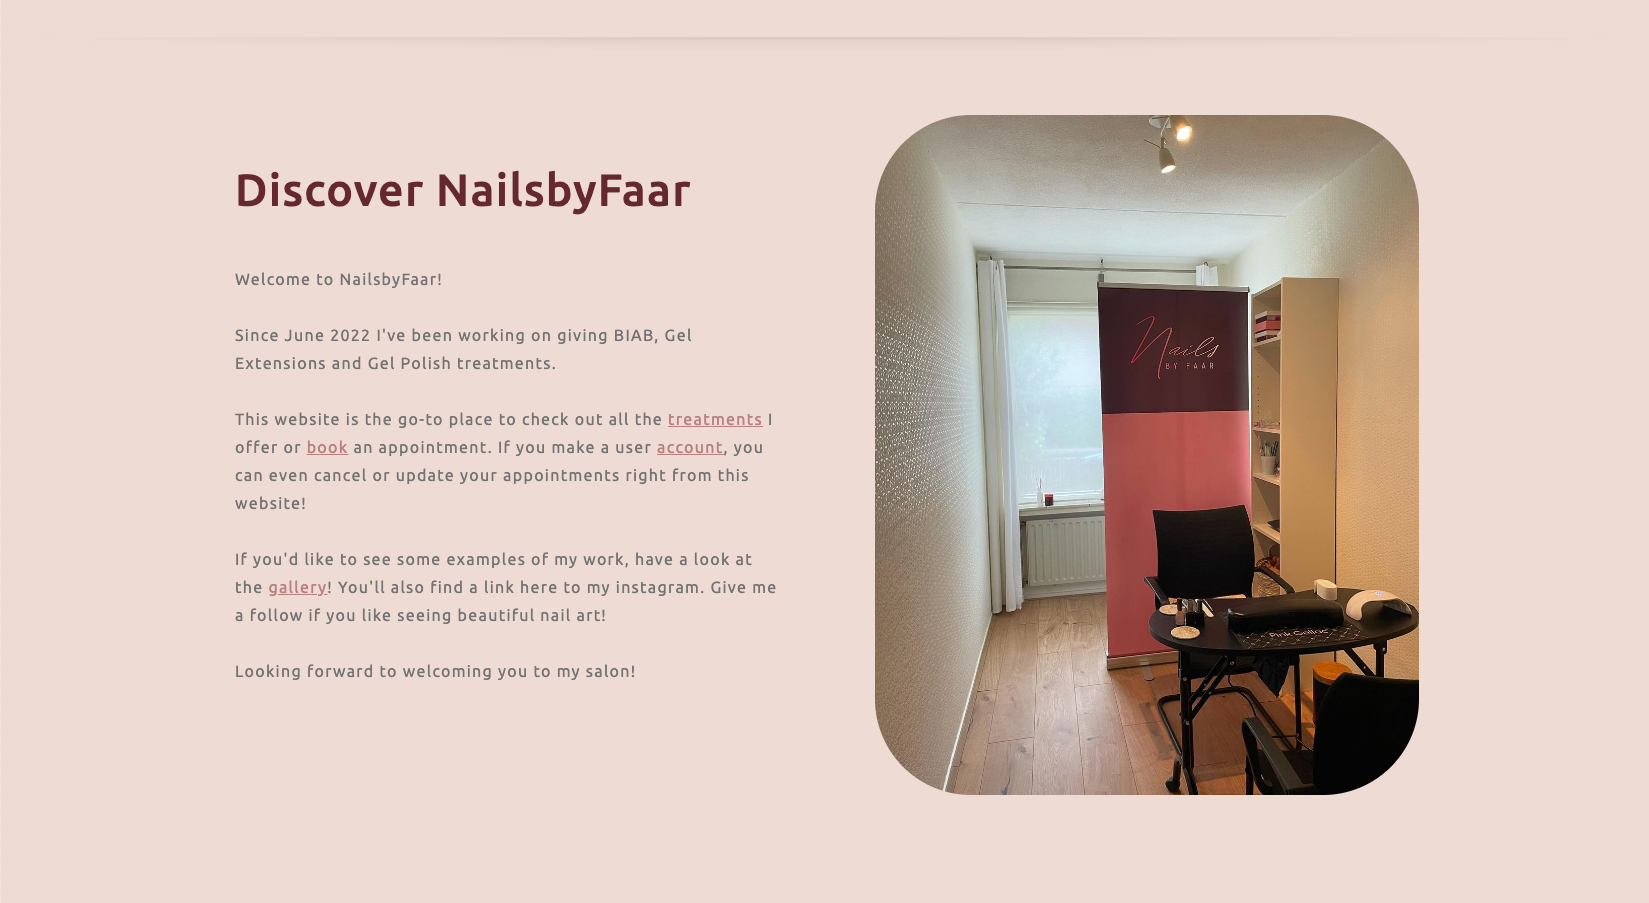 Discover NailsbyFaar
Welcome to NailsbyFaar!
Since June 2022 I've been working on giving BIAB, Gel
Extensions and Gel Polish treatments.
This website is the go-to place to check out all the treatments I
offer or book an appointment. If you make a user account, you
can even cancel or update your appointments right from this
website!
If you'd like to see some examples of my work, have a look at
the gallery! You'll also find a link here to my instagram. Give me
a follow if you like seeing beautiful nail art!
Looking forward to welcoming you to my salon!
Nails
BY FAAR
Pink Gellac